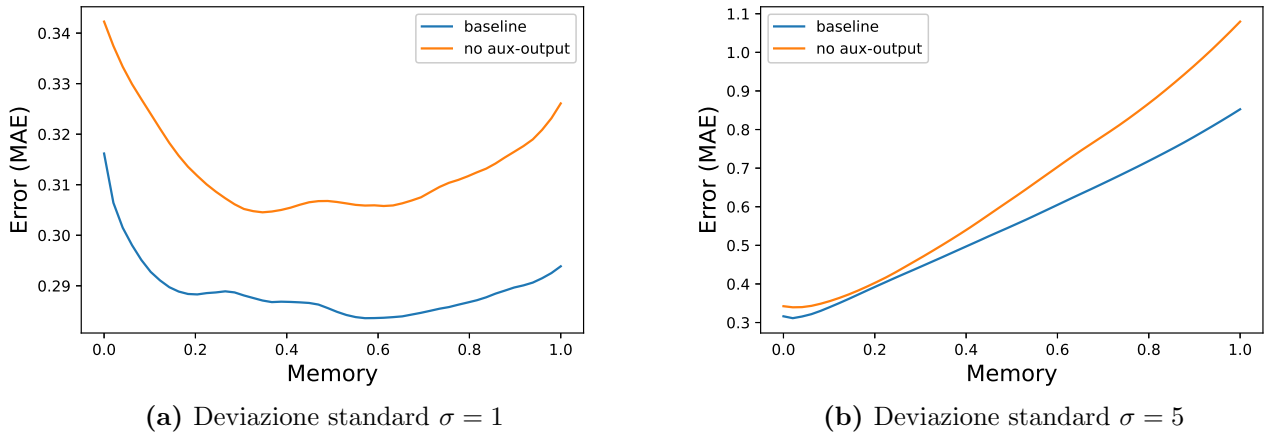 0.34
0.33
0.32
0.31
0.30
0.29
Error (MAE)
0.0 0.2 0.4 0.6 0.8 1.0
Memory
baseline
no aux-output
(a) Deviazione standard σ = 1
1.1
1.0
0.9
0.8
0.7
0.6
0.5
0.4
0.3
Error (MAE)
0.0 0.2 0.4 0.6 0.8 1.0
Memory
baseline
no aux-output
(b) Deviazione standard σ = 5